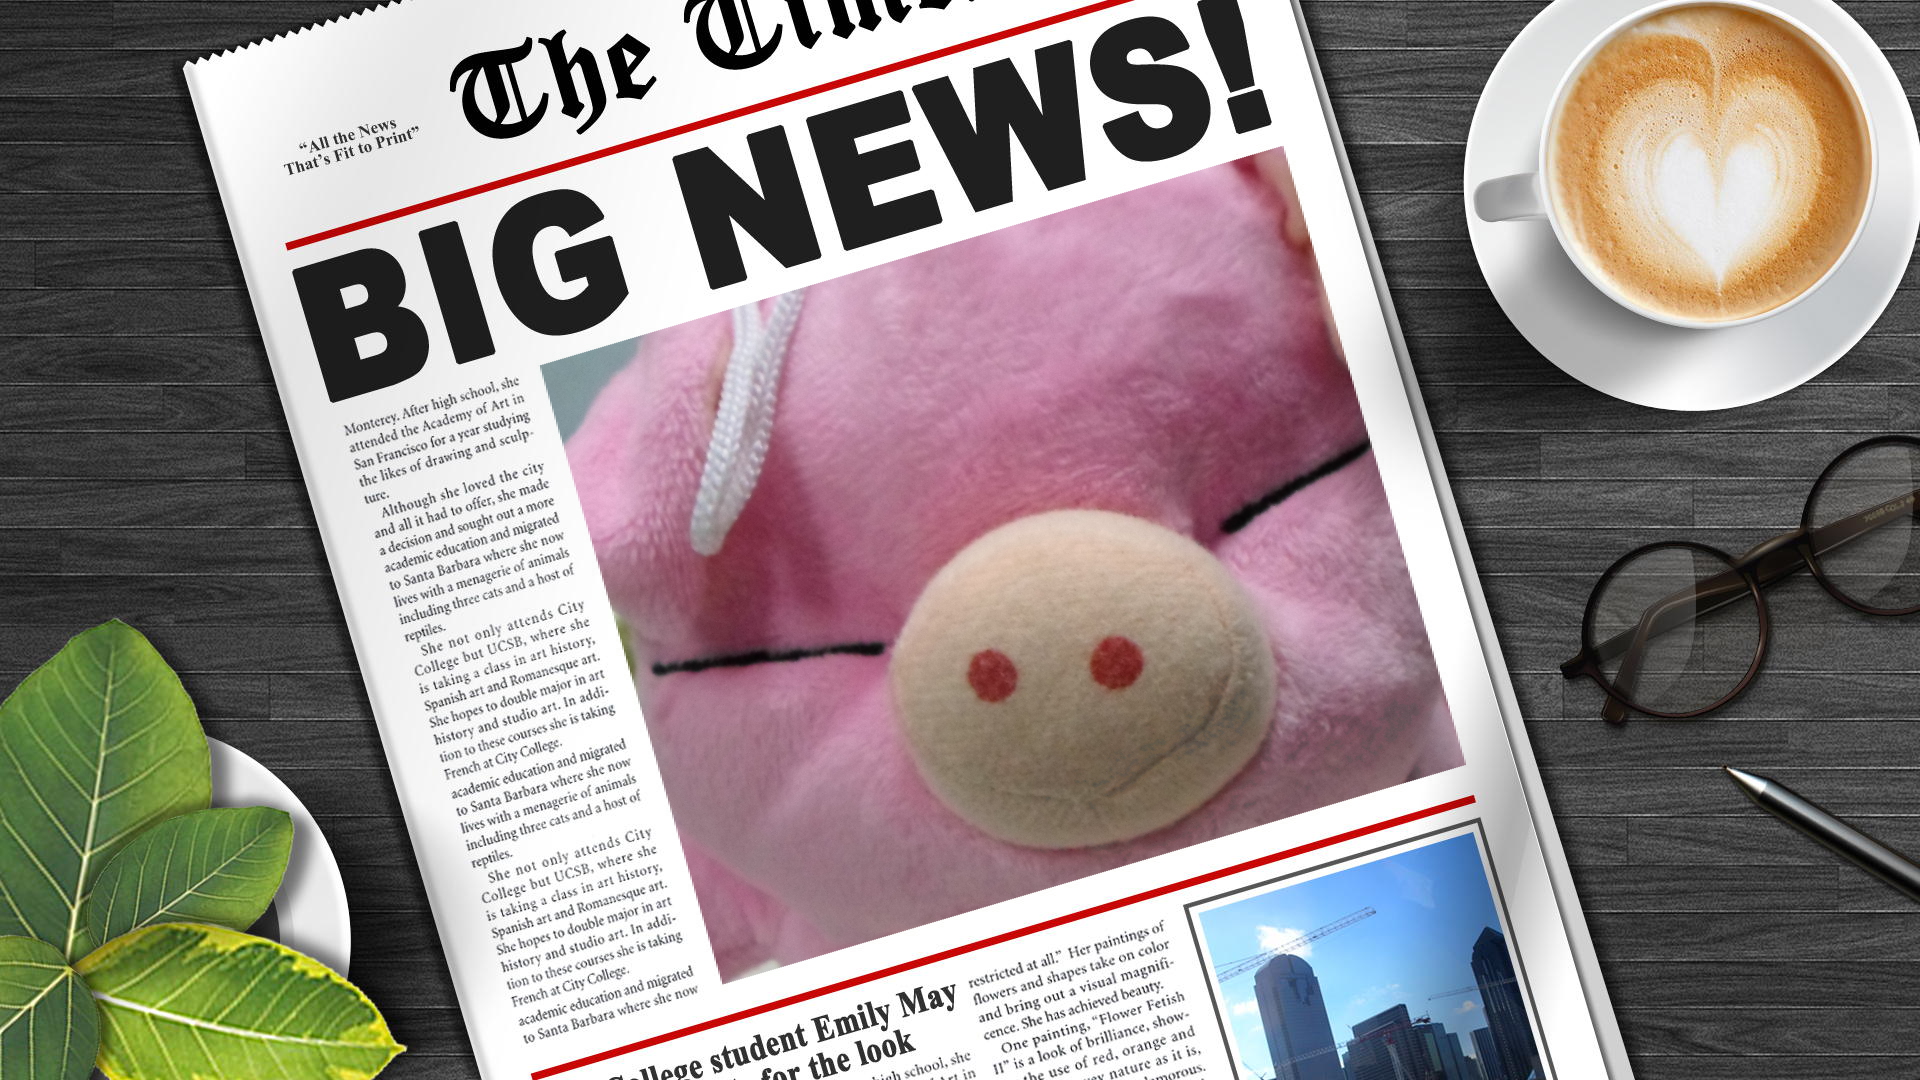 The Times
"All the News
That's Fit to Print"
BIG NEWS!
Monterey. After high school, she
attended the Academy of Art in
San Francisco for a year studying
the likes of drawing and sculp-
ture.
Although she loved the city
and all it had to offer, she made
a decision and sought out a more
academic education and migrated
to Santa Barbara where she now
lives with a menagerie of animals
including three cats and a host of
reptiles.
She not only attends City
College but UCSB, where she
is taking a class in art history,
Spanish art and Romanesque art.
She hopes to double major in art
history and studio art. In addi-
tion to these courses she is taking
French at City College.
academic education and migrated
to Santa Barbara where she now
lives with a menagerie of animals
including three cats and a host of
reptiles.
She not only attends City
College but UCSB, where she
is taking a class in art history,
Spanish art and Romanesque art.
She hopes to double major in art
history and studio art. In addi-
tion to these courses she is taking
French at City College.
academic education and migrated
to Santa Barbara where she now
College student Emily May
for the look
high school, she
Art in
restricted at all." Her paintings of
flowers and shapes take on color
and bring out a visual magnifi-
cence. She has achieved beauty.
One painting, "Flower Fetish
II" is a look of brilliance, show-
the use of red, orange and
nature as it is,